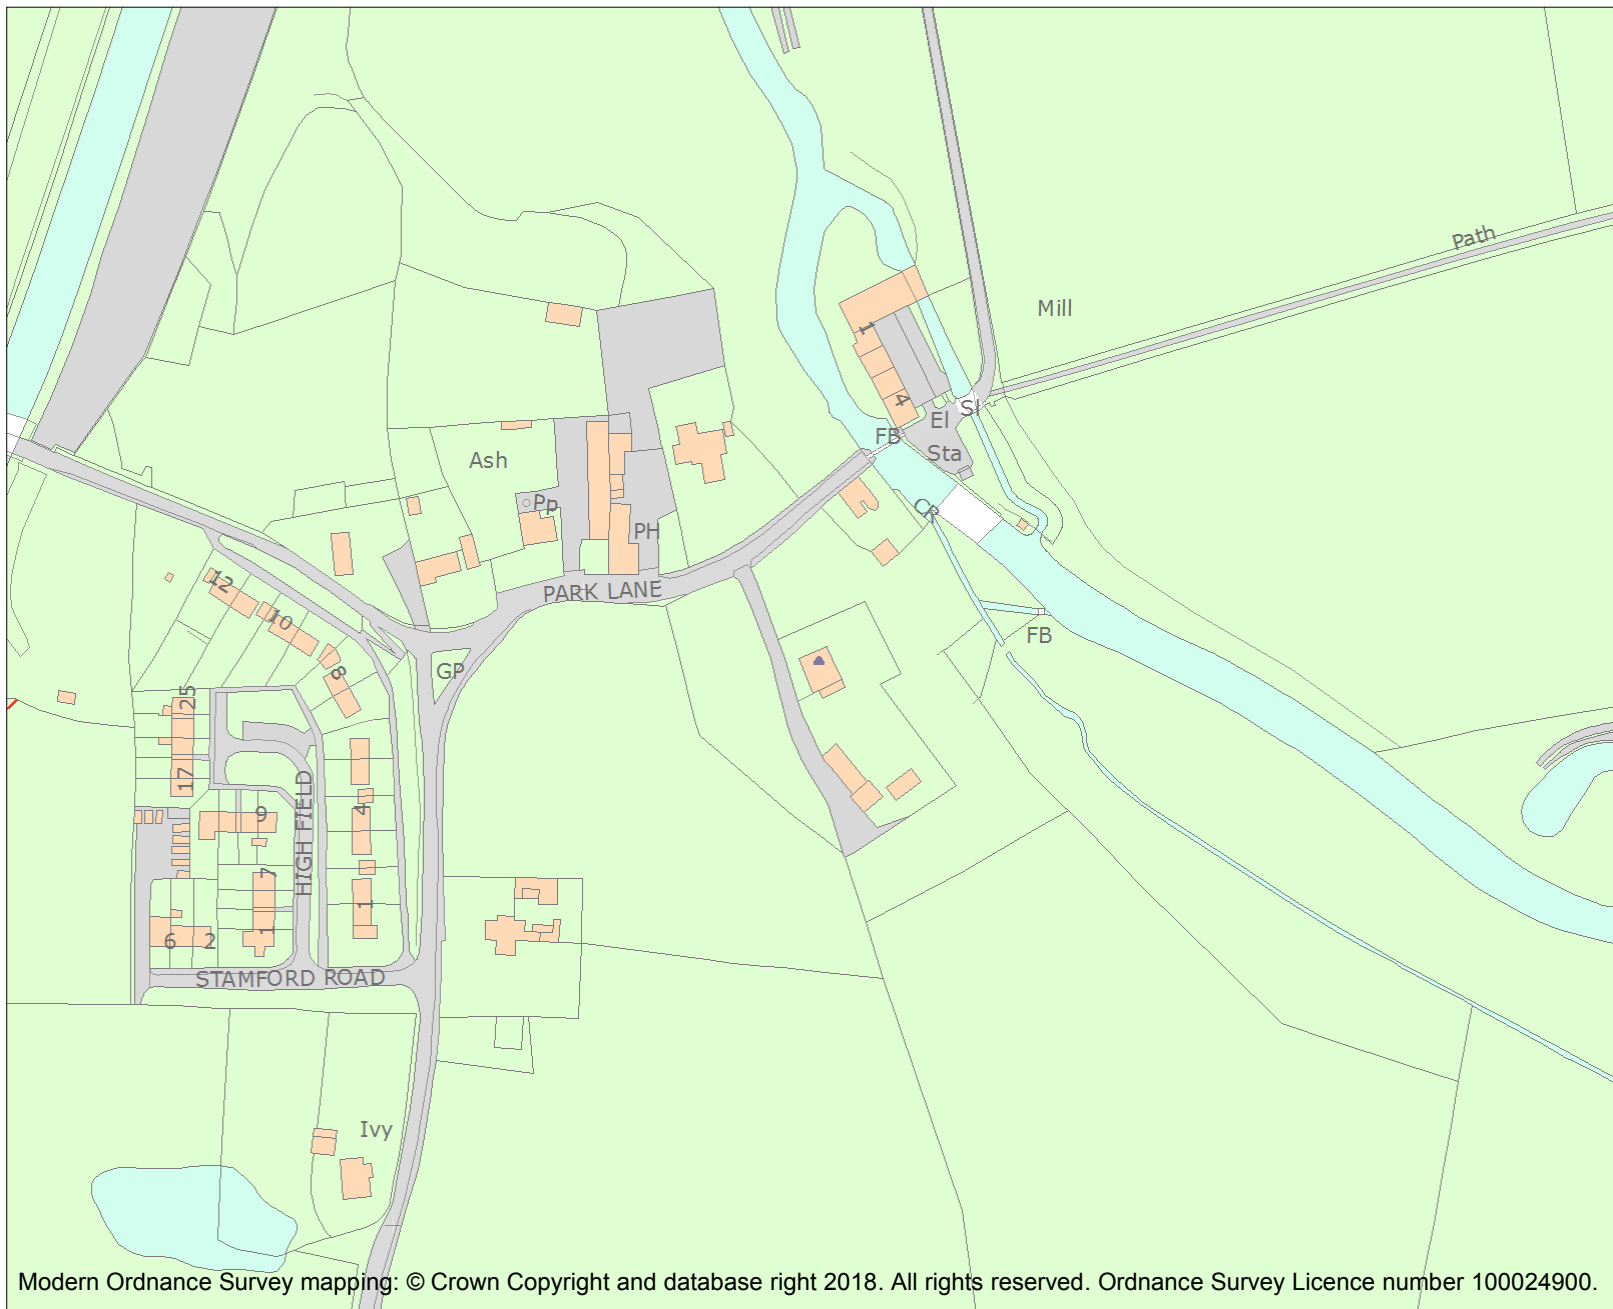 Path
Mill
1
4
El
Sta
Sl
FB
CR
FB
Ash
Pp
PH
PARK LANE
GP
12
10
8
25
17
9
7
1
4
1
HIGH FIELD
6
2
STAMFORD ROAD
Ivy
Modern Ordnance Survey mapping: © Crown Copyright and database right 2018. All rights reserved. Ordnance Survey Licence number 100024900.